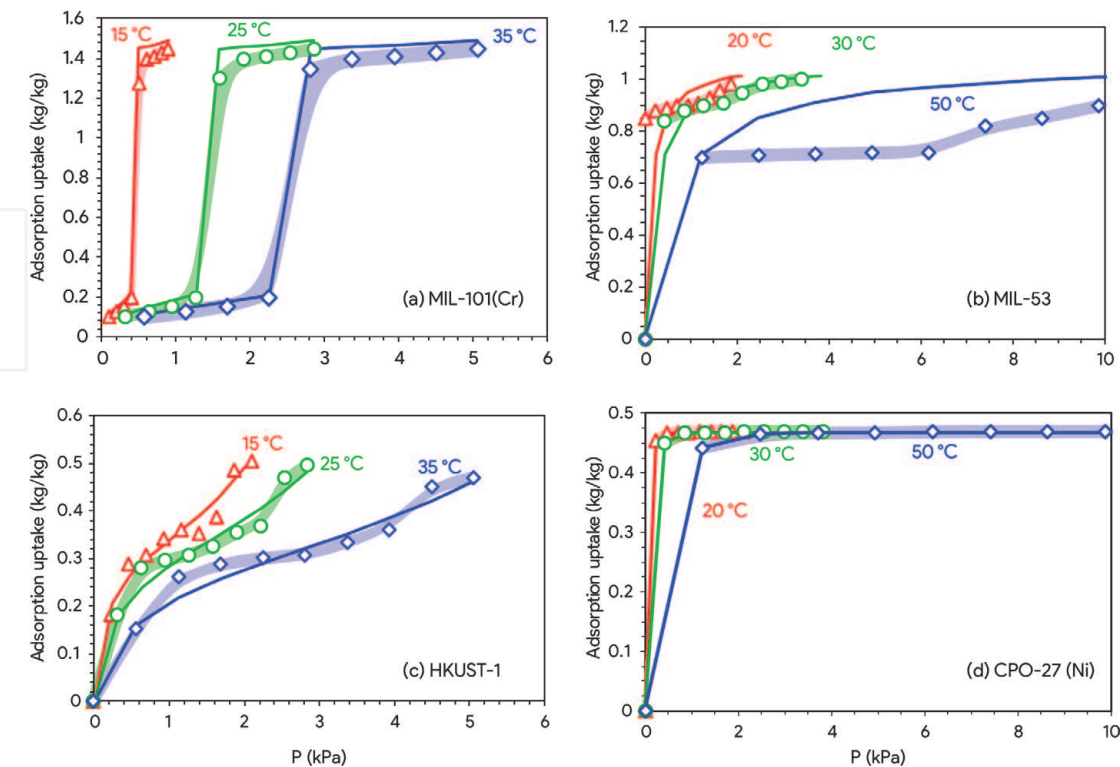 1.6
1.4
1.2
1
0.8
0.6
0.4
0.2
0
Adsorption uptake (kg/kg)
15 °C
25 °C
35 °C
(a) MIL-101(Cr)
0 1 2 3 4 5 6
1.2
1
0.8
0.6
0.4
0.2
0
Adsorption uptake (kg/kg)
20 °C
30 °C
50 °C
(b) MIL-53
0 2 4 6 8 10
0.6
0.5
0.4
0.3
0.2
0.1
0
Adsorption uptake (kg/kg)
15 °C
25 °C
35 °C
(c) HKUST-1
0 1 2 3 4 5 6
P (kPa)
0.5
0.4
0.3
0.2
0.1
0
Adsorption uptake (kg/kg)
30 °C
50 °C
20 °C
(d) CPO-27 (Ni)
0 2 4 6 8 10
P (kPa)